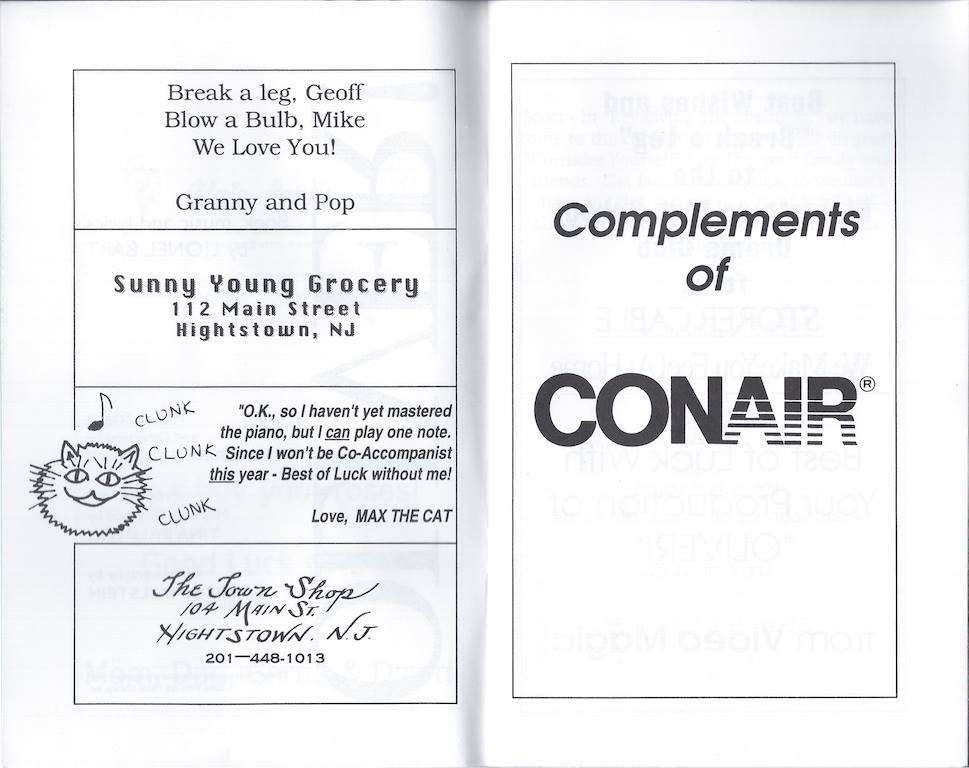 Break a leg, Geoff
Blow a Bulb, Mike
We Love You!
Granny and Pop
Sunny Young Grocery
112 Main Street
Hightstown, NJ
CLUNK
CLUNK
CLUNK
"O.K., so I haven't yet mastered
the piano, but I can play one note.
Since I won't be Co-Accompanist
this year - Best of Luck without me!
Love, MAX THE CAT
The Town Shop
104 MAIN ST.
HIGHTSTOWN. N.J.
201—448-1013
Complements
of
CONAIR®